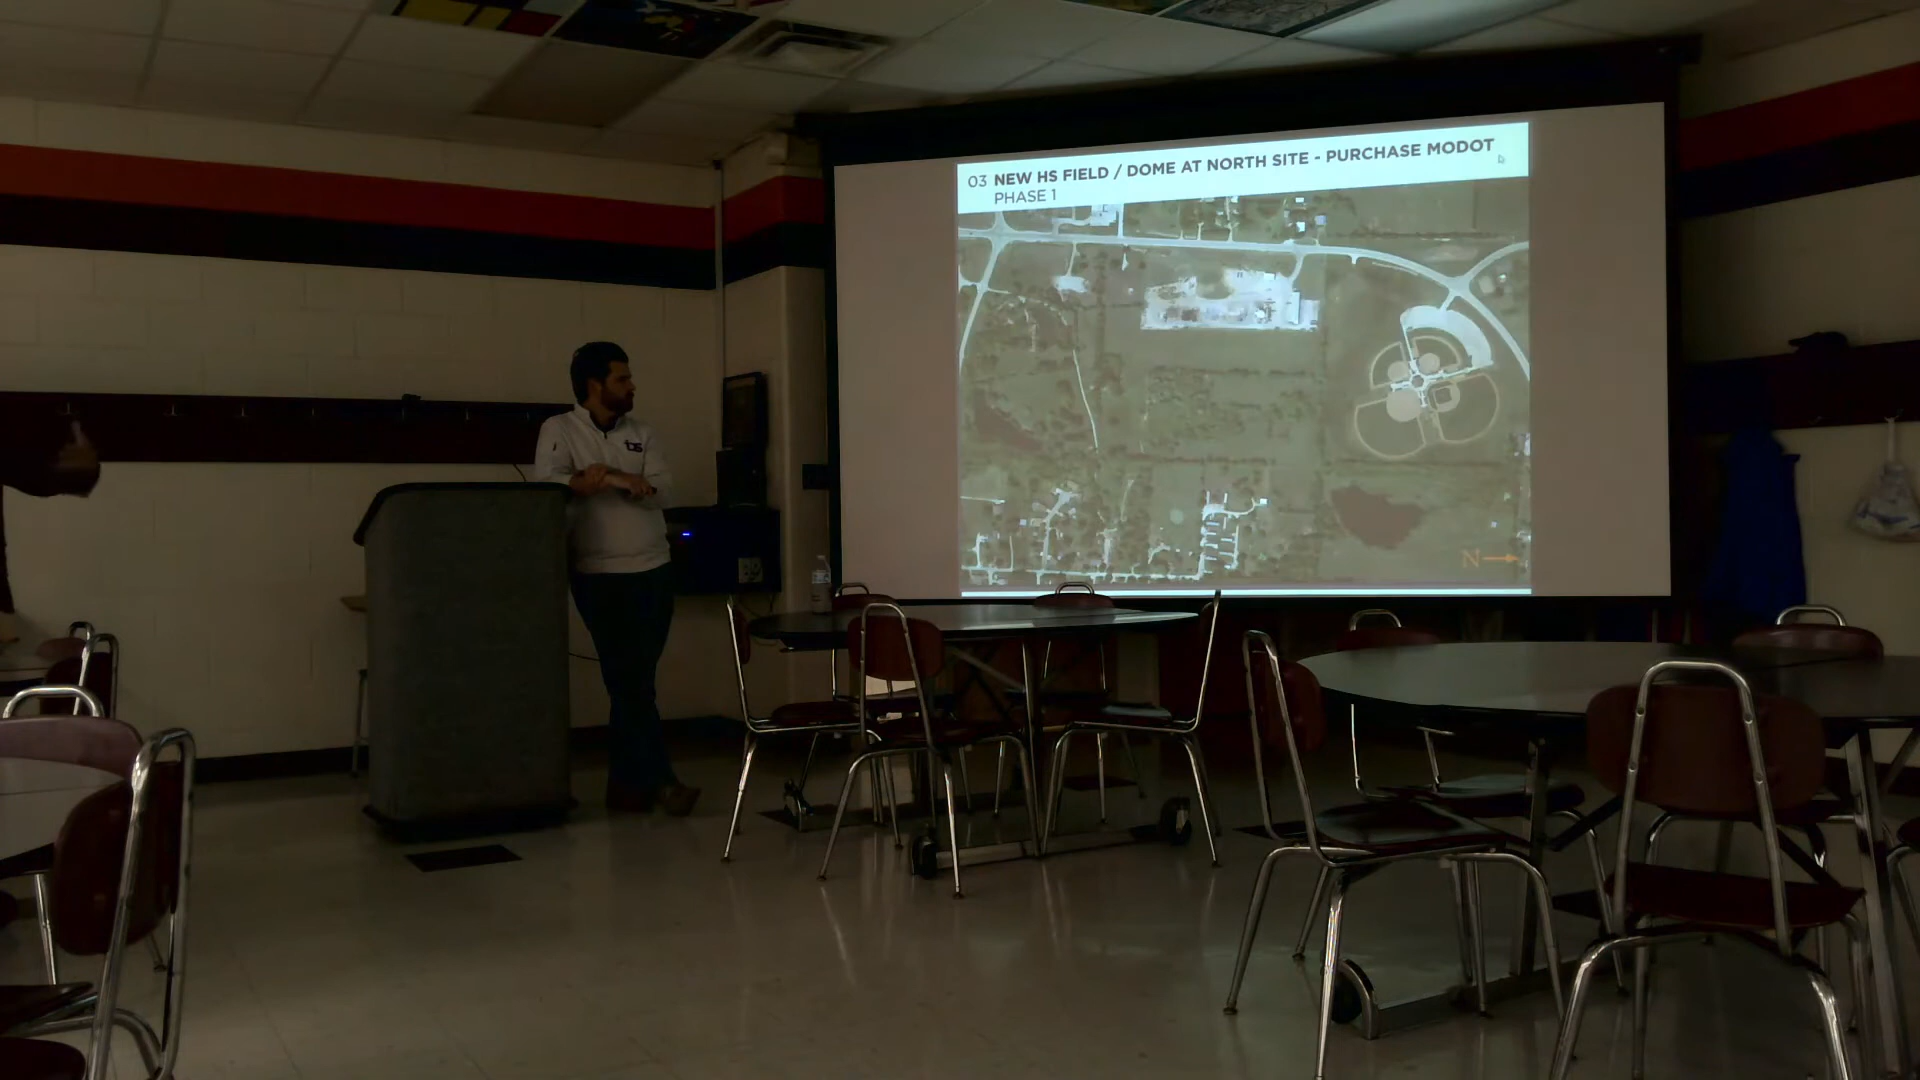 03 NEW HS FIELD / DOME AT NORTH SITE - PURCHASE MODOT
PHASE 1
N